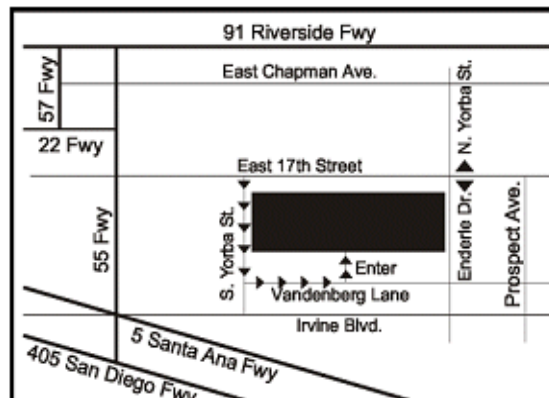 91 Riverside Fwy
East Chapman Ave.
57 Fwy
N. Yorba St.
22 Fwy
East 17th Street
55 Fwy
S. Yorba St.
Enderle Dr.
Prospect Ave.
Enter
Vandenberg Lane
Irvine Blvd.
5 Santa Ana Fwy
405 San Diego Fwy